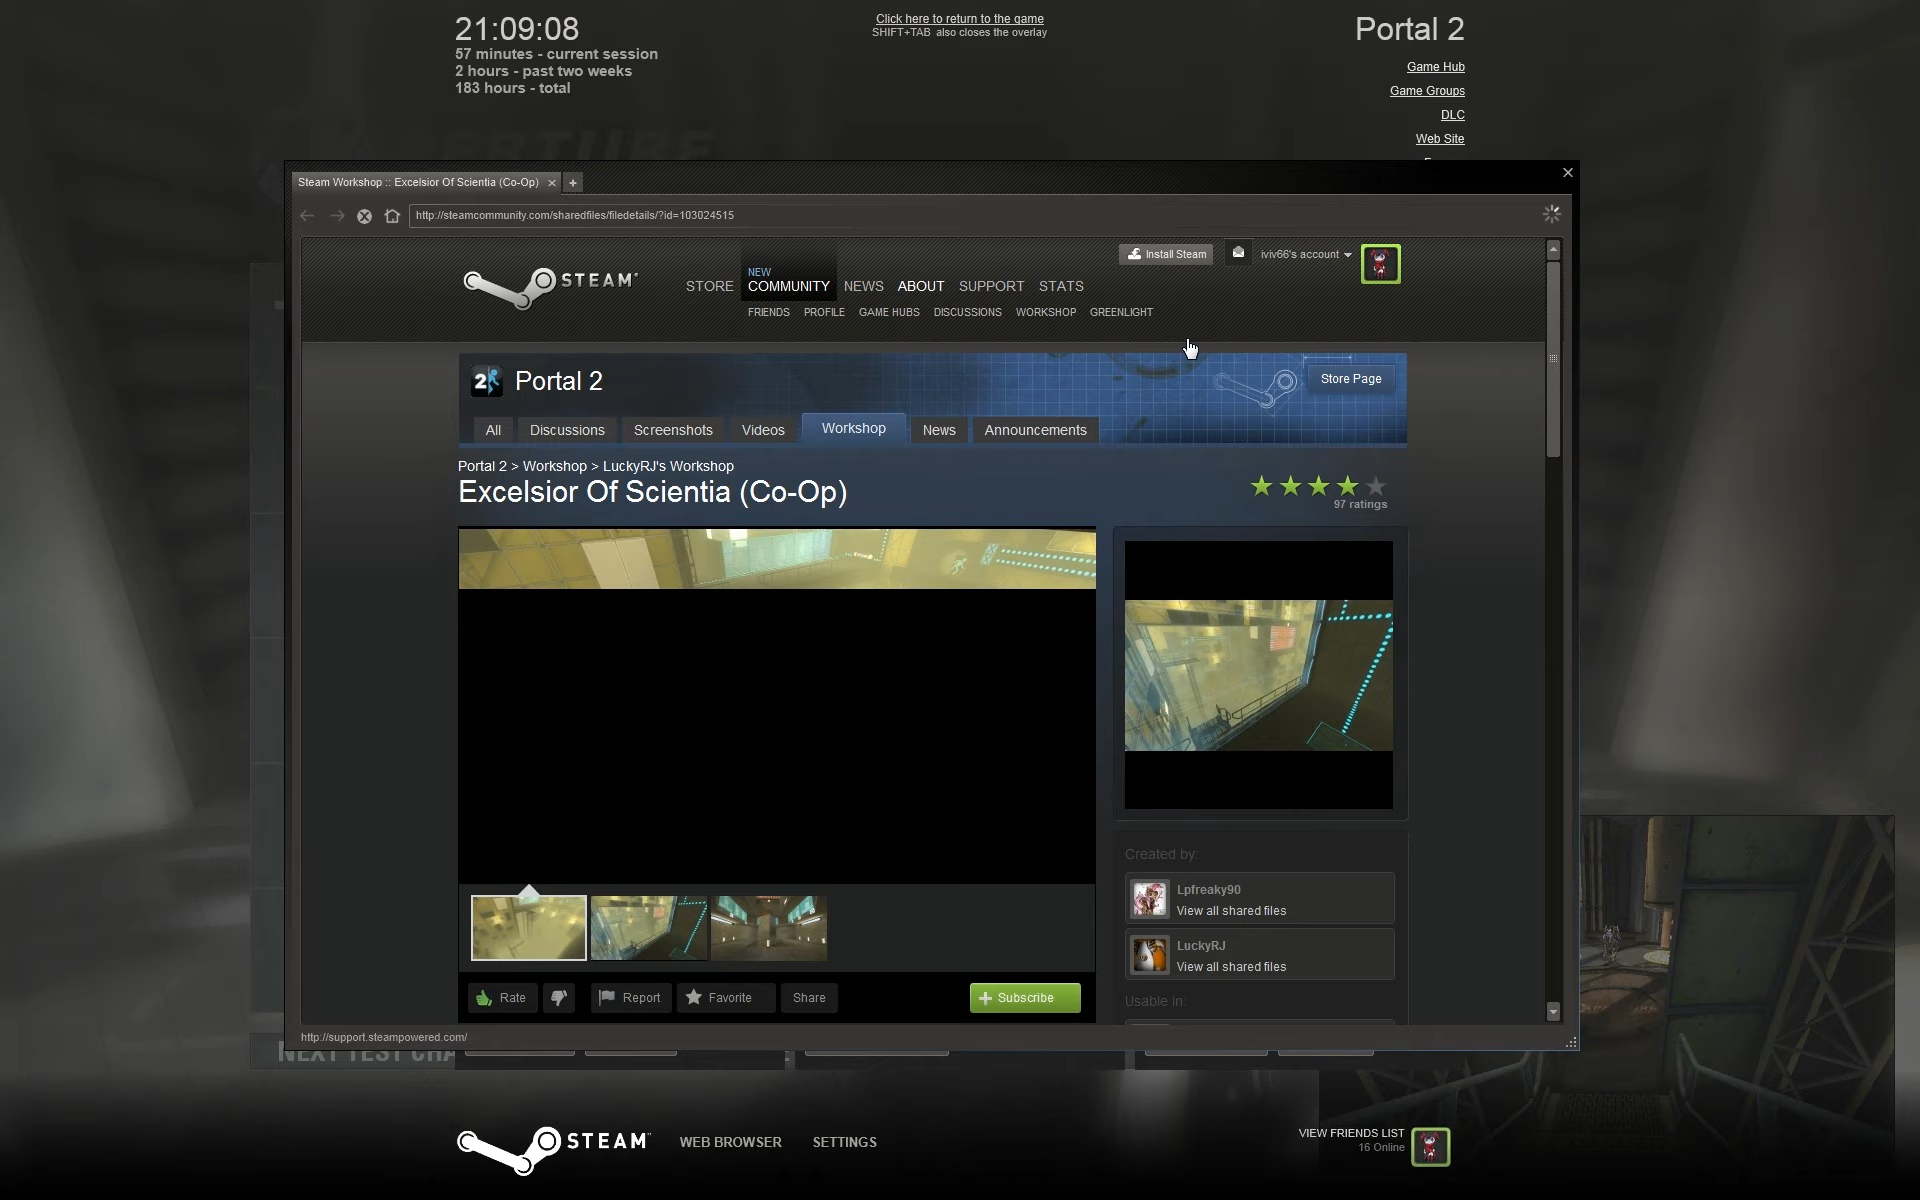 21:09:08
57 minutes - current session
2 hours - past two weeks
183 hours - total
Click here to return to the game
SHIFT+TAB also closes the overlay
Portal 2
Game Hub
Game Groups
DLC
Web Site
Steam Workshop :: Excelsior Of Scientia (Co-Op)
http://steamcommunity.com/sharedfiles/filedetails/?id=103024515
Install Steam
iviv66's account
STEAM
STORE
NEW
COMMUNITY
NEWS
ABOUT
SUPPORT
STATS
FRIENDS
PROFILE
GAME HUBS
DISCUSSIONS
WORKSHOP
GREENLIGHT
2
Portal 2
Store Page
All
Discussions
Screenshots
Videos
Workshop
News
Announcements
Portal 2 > Workshop > LuckyRJ's Workshop
Excelsior Of Scientia (Co-Op)
97 ratings
Created by:
Lpfreaky90
View all shared files
LuckyRJ
View all shared files
Usable in:
Rate
Report
Favorite
Share
Subscribe
http://support.steampowered.com/
NEXT TEST CHA
STEAM
WEB BROWSER
SETTINGS
VIEW FRIENDS LIST
16 Online